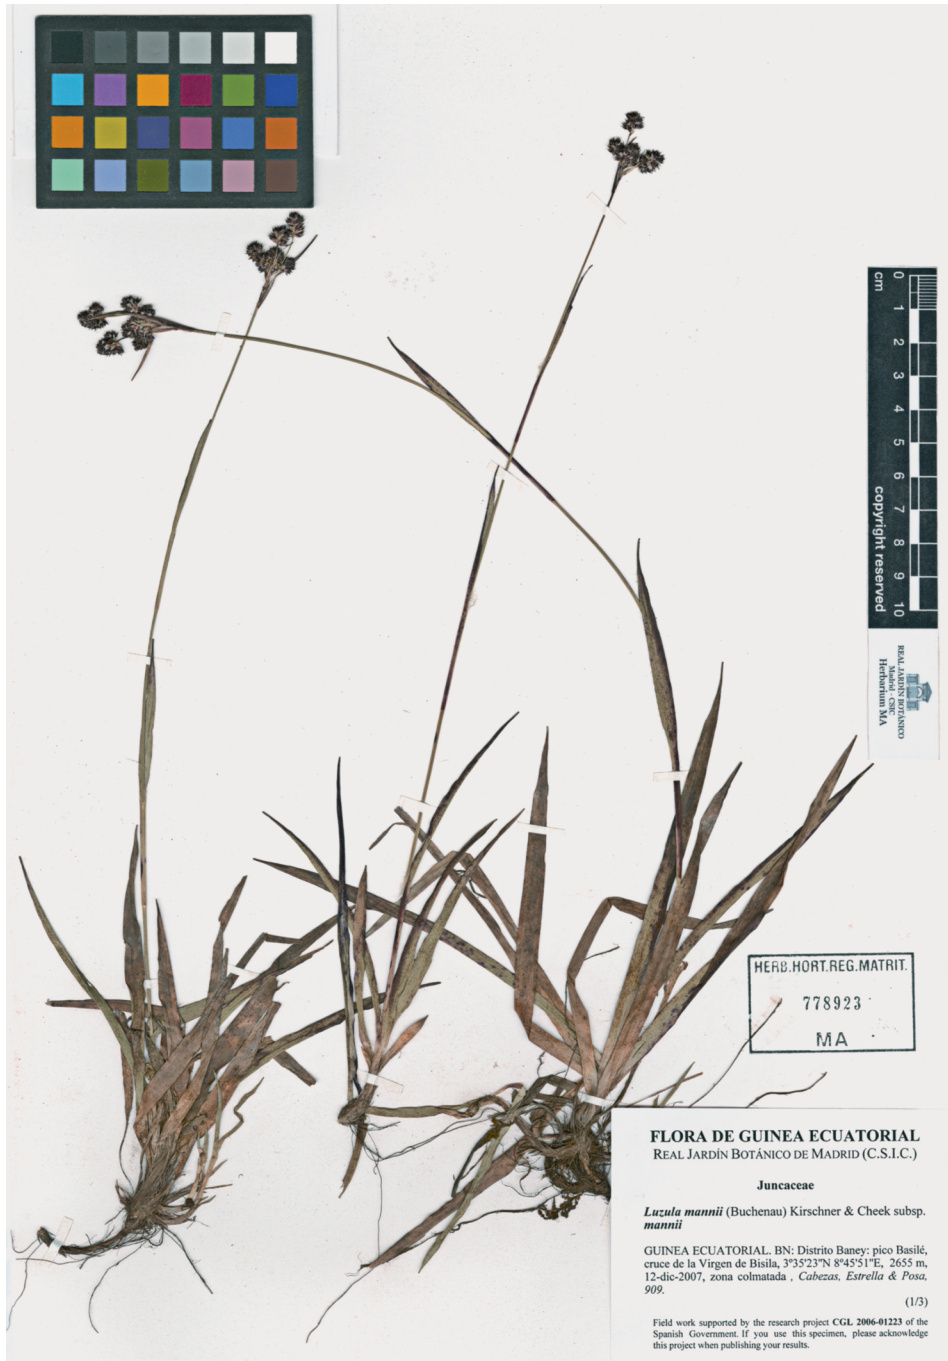 cm
0
1
2
3
4
5
6
7
8
9
10
copyright reserved
REAL JARDÍN BOTÁNICO
Madrid - CSIC
Herbarium MA
HERB.HORT.REG.MATRIT.
778923
MA
FLORA DE GUINEA ECUATORIAL
REAL JARDÍN BOTÁNICO DE MADRID (C.S.I.C.)
Juncaceae
Luzula mannii (Buchenau) Kirschner & Cheek subsp.
mannii
GUINEA ECUATORIAL. BN: Distrito Baney: pico Basilé,
cruce de la Virgen de Bisila, 3º35'23"N 8º45'51"E, 2655 m,
12-dic-2007, zona colmatada , Cabezas, Estrella & Posa,
909.
(1/3)
Field work supported by the research project CGL 2006-01223 of the
Spanish Government. If you use this specimen, please acknowledge
this project when publishing your results.